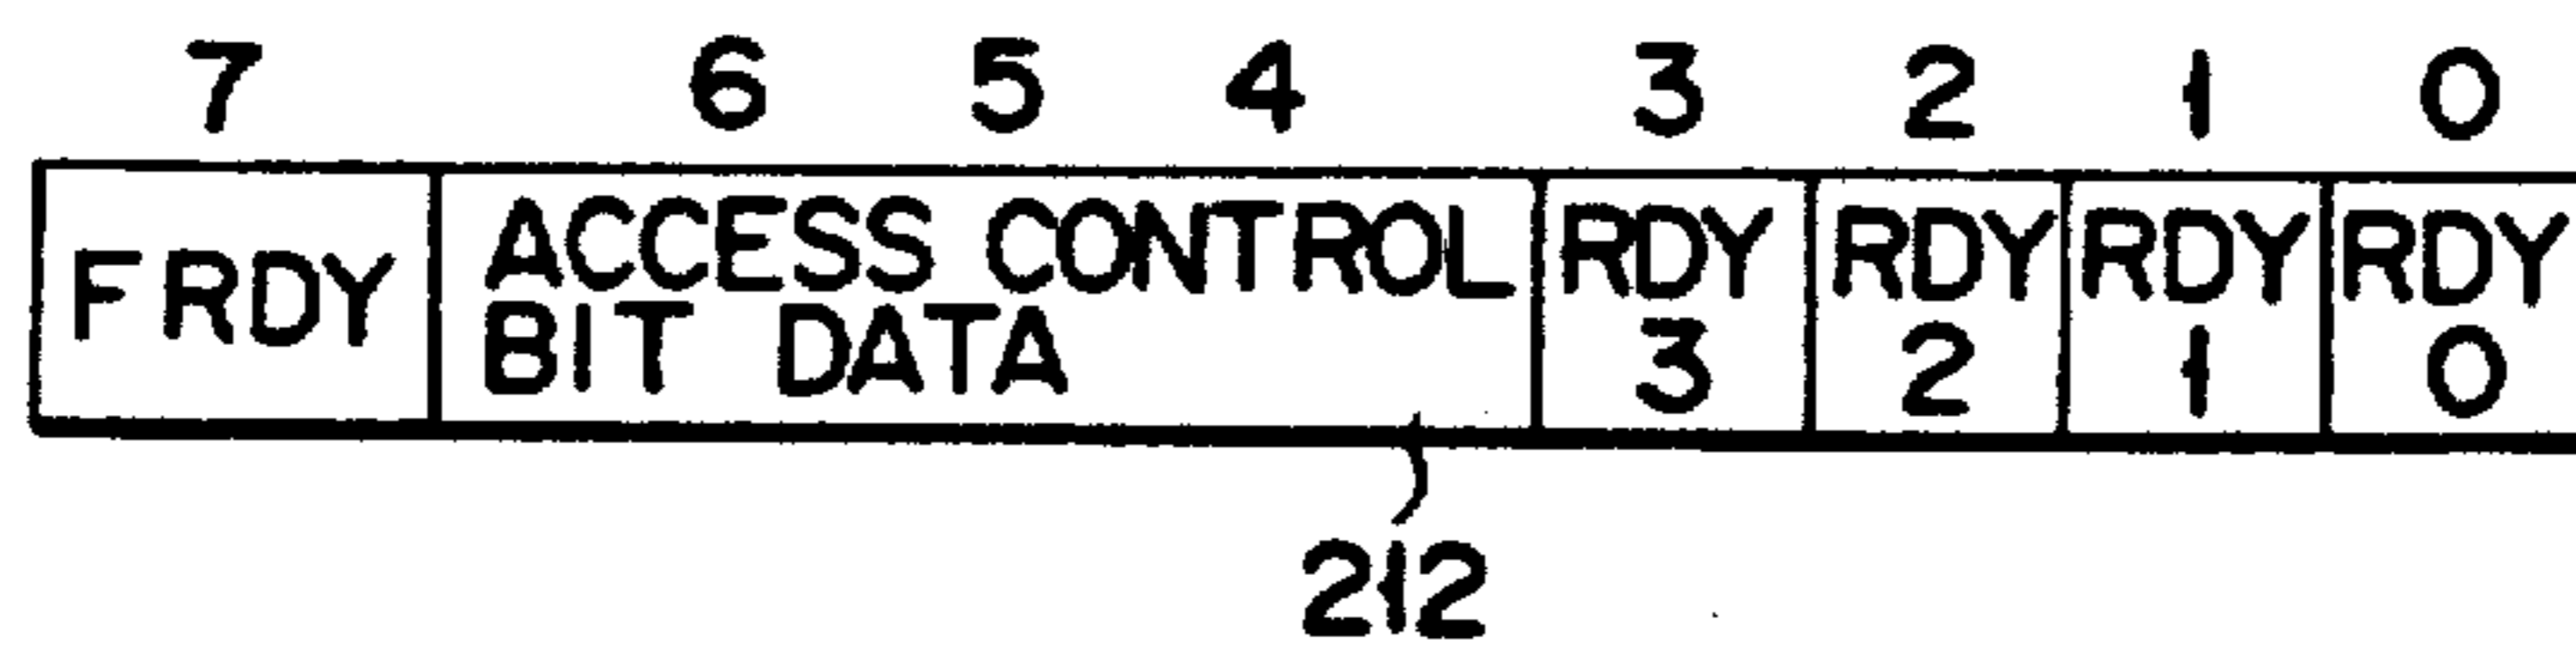 7 6 5 4 3 2 1 0
FRDY ACCESS CONTROL BIT DATA RDY 3 RDY 2 RDY 1 RDY 0
212